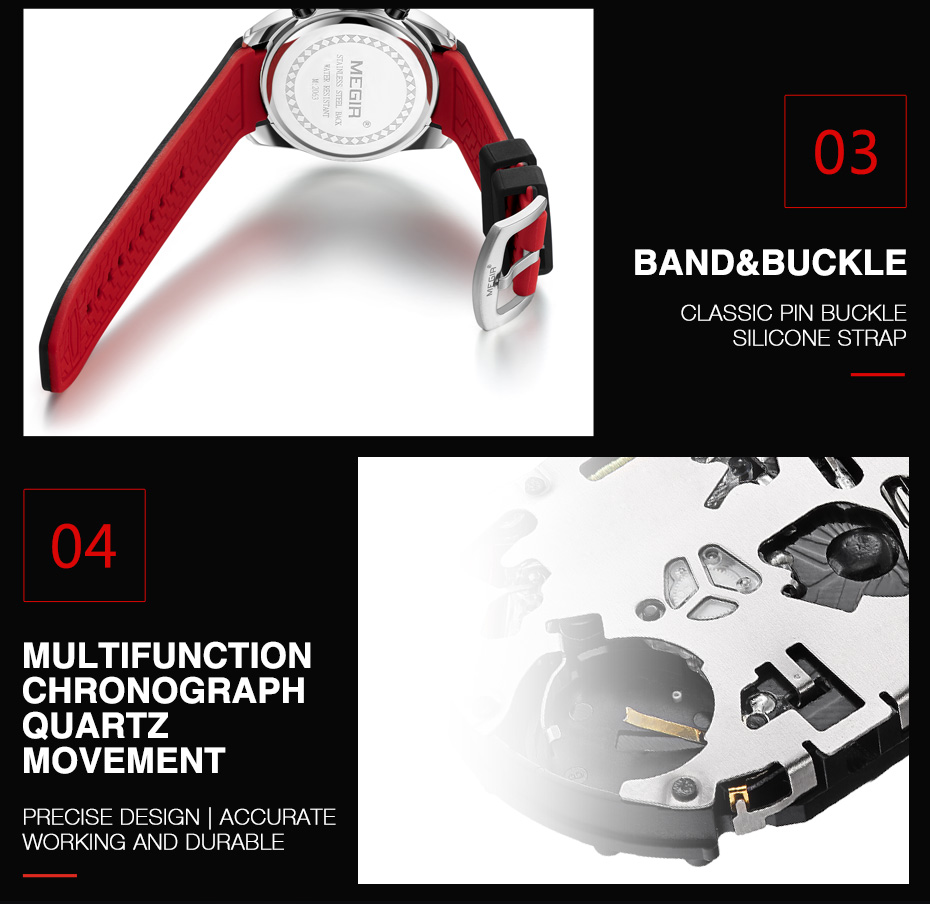 MEGIR®
STAINLESS STEEL BACK
WATER RESISTANT
M:2063
MEGIR®
03
BAND&BUCKLE
CLASSIC PIN BUCKLE
SILICONE STRAP
04
MULTIFUNCTION
CHRONOGRAPH
QUARTZ
MOVEMENT
PRECISE DESIGN | ACCURATE
WORKING AND DURABLE